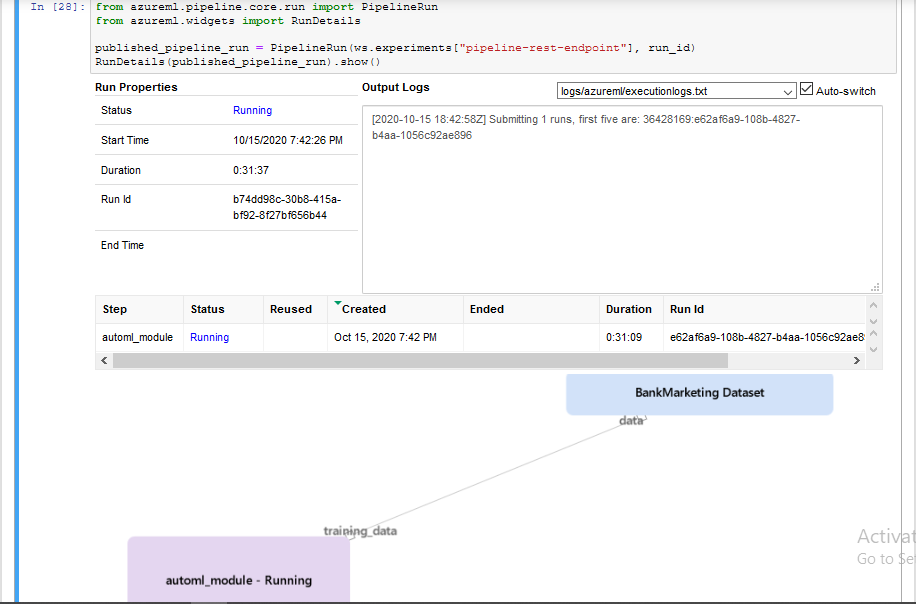 In [28]: from azureml.pipeline.core.run import PipelineRun
from azureml.widgets import RunDetails
published_pipeline_run = PipelineRun(ws.experiments["pipeline-rest-endpoint"], run_id)
RunDetails(published_pipeline_run).show()
Run Properties
Status Running
Start Time 10/15/2020 7:42:26 PM
Duration 0:31:37
Run Id b74dd98c-30b8-415a-
bf92-8f27bf656b44
End Time
Output Logs
logs/azureml/executionlogs.txt Auto-switch
[2020-10-15 18:42:58Z] Submitting 1 runs, first five are: 36428169:e62af6a9-108b-4827-
b4aa-1056c92ae896
Step Status Reused Created Ended Duration Run Id
automl_module Running Oct 15, 2020 7:42 PM 0:31:09 e62af6a9-108b-4827-b4aa-1056c92ae8
BankMarketing Dataset
data
training_data
automl_module - Running
Activat
Go to Se